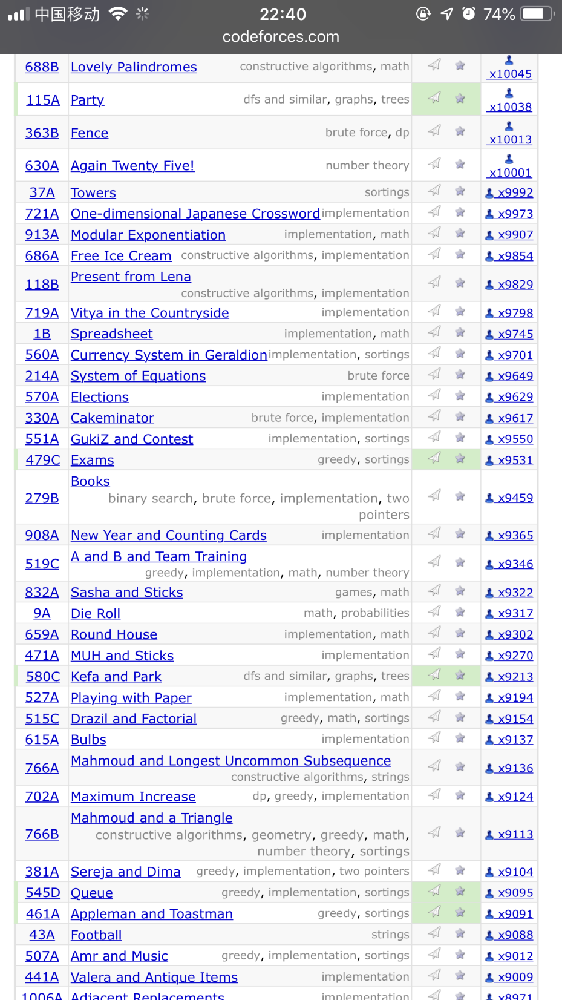 中国移动 22:40 74%
codeforces.com
688B Lovely Palindromes constructive algorithms, math x10045
115A Party dfs and similar, graphs, trees x10038
363B Fence brute force, dp x10013
630A Again Twenty Five! number theory x10001
37A Towers sortings x9992
721A One-dimensional Japanese Crossword implementation x9973
913A Modular Exponentiation implementation, math x9907
686A Free Ice Cream constructive algorithms, implementation x9854
118B Present from Lena x9829
constructive algorithms, implementation
719A Vitya in the Countryside implementation x9798
1B Spreadsheet implementation, math x9745
560A Currency System in Geraldion implementation, sortings x9701
214A System of Equations brute force x9649
570A Elections implementation x9629
330A Cakeminator brute force, implementation x9617
551A GukiZ and Contest implementation, sortings x9550
479C Exams greedy, sortings x9531
279B Books x9459
binary search, brute force, implementation, two
pointers
908A New Year and Counting Cards implementation x9365
519C A and B and Team Training x9346
greedy, implementation, math, number theory
832A Sasha and Sticks games, math x9322
9A Die Roll math, probabilities x9317
659A Round House implementation, math x9302
471A MUH and Sticks implementation x9270
580C Kefa and Park dfs and similar, graphs, trees x9213
527A Playing with Paper implementation, math x9194
515C Drazil and Factorial greedy, math, sortings x9154
615A Bulbs implementation x9137
766A Mahmoud and Longest Uncommon Subsequence x9136
constructive algorithms, strings
702A Maximum Increase dp, greedy, implementation x9124
766B Mahmoud and a Triangle x9113
constructive algorithms, geometry, greedy, math,
number theory, sortings
381A Sereja and Dima greedy, implementation, two pointers x9104
545D Queue greedy, implementation, sortings x9095
461A Appleman and Toastman greedy, sortings x9091
43A Football strings x9088
507A Amr and Music greedy, implementation, sortings x9012
441A Valera and Antique Items implementation x9009
1006A Adjacent Replacements implementation x8971